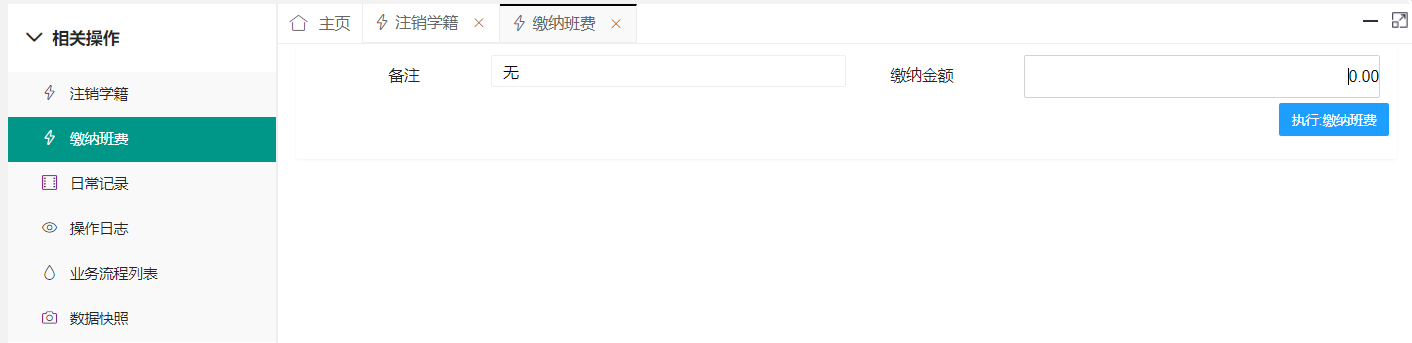 相关操作
注销学籍
缴纳班费
日常记录
操作日志
业务流程列表
数据快照
主页 注销学籍 缴纳班费
备注 无 缴纳金额 0.00
执行:缴纳班费